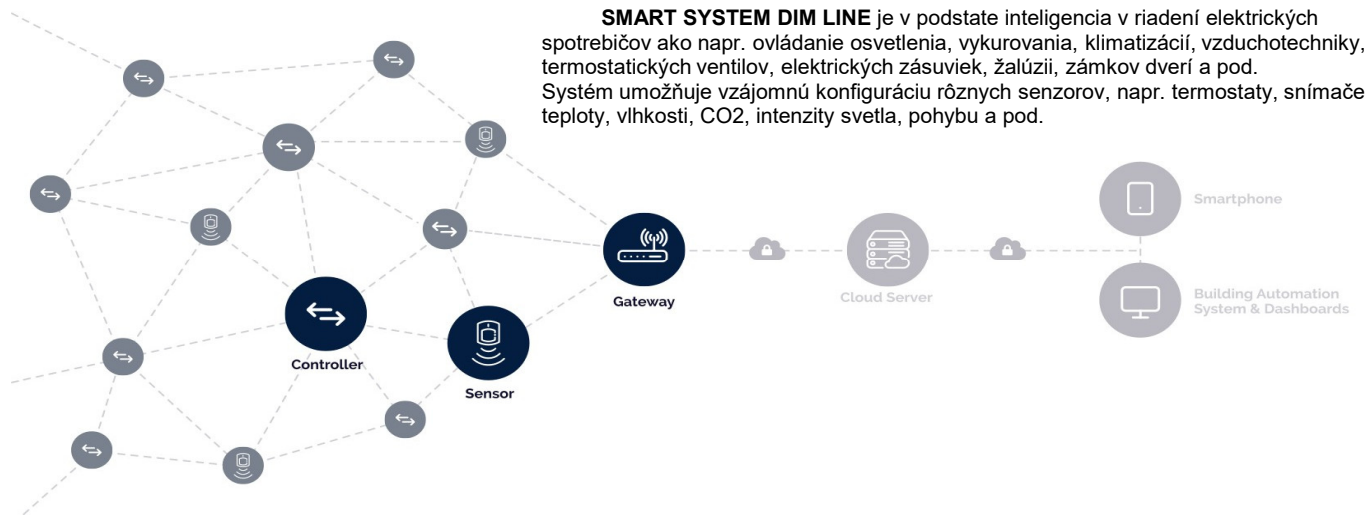 SMART SYSTEM DIM LINE je v podstate inteligencia v riadení elektrických
spotrebičov ako napr. ovládanie osvetlenia, vykurovania, klimatizácií, vzduchotechniky,
termostatických ventilov, elektrických zásuviek, žalúzii, zámkov dverí a pod.
Systém umožňuje vzájomnú konfiguráciu rôznych senzorov, napr. termostaty, snímače
teploty, vlhkosti, CO2, intenzity svetla, pohybu a pod.
Smartphone
Gateway
Cloud Server
Building Automation
System & Dashboards
Controller
Sensor